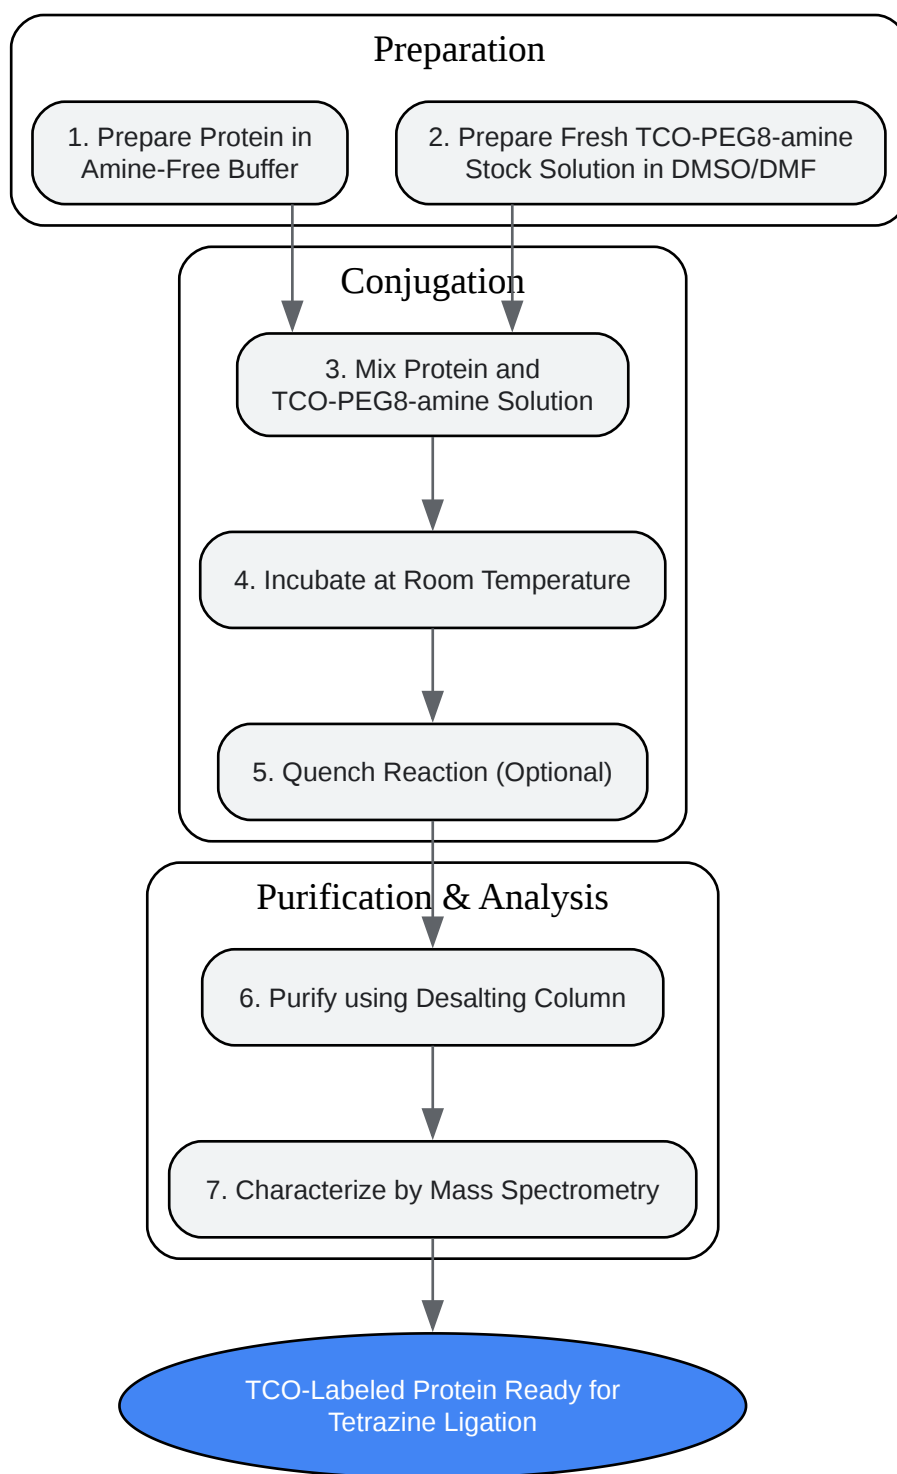 Preparation
1. Prepare Protein in
Amine-Free Buffer
2. Prepare Fresh TCO-PEG8-amine
Stock Solution in DMSO/DMF
Conjugation
3. Mix Protein and
TCO-PEG8-amine Solution
4. Incubate at Room Temperature
5. Quench Reaction (Optional)
Purification & Analysis
6. Purify using Desalting Column
7. Characterize by Mass Spectrometry
TCO-Labeled Protein Ready for
Tetrazine Ligation